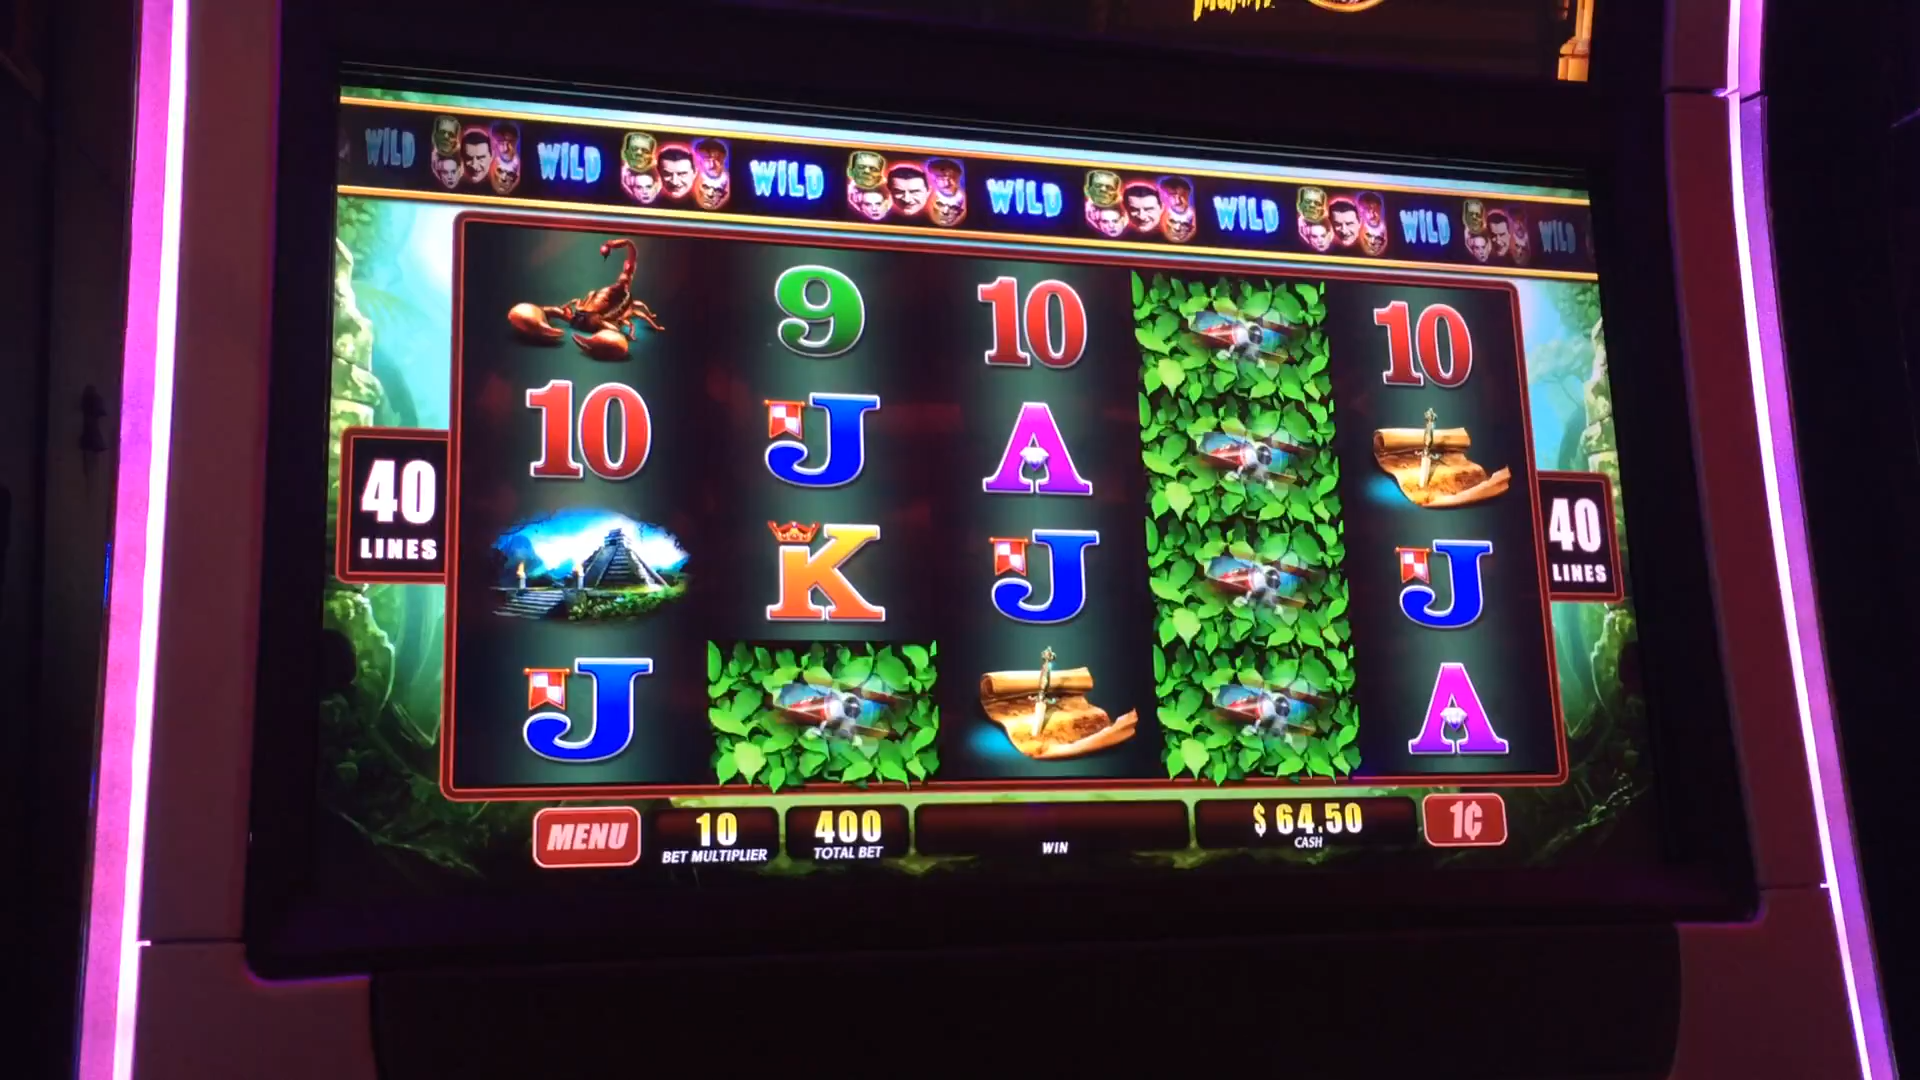 MUMMY
WILD WILD WILD WILD WILD WILD WILD
9 10 10
10 J A
40 LINES
40 LINES
K J J
J A
MENU
10
BET MULTIPLIER
400
TOTAL BET
WIN
$ 64.50
CASH
1¢